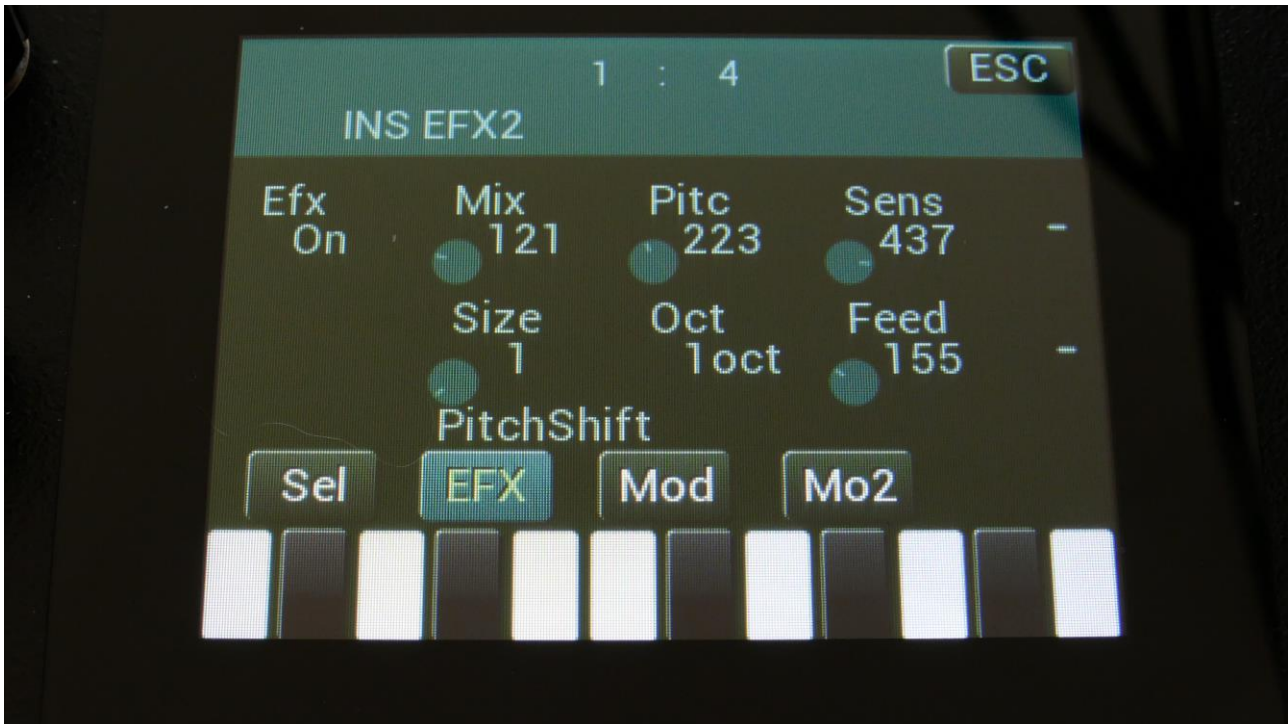 1 : 4 ESC
INS EFX2
Efx Mix Pitc Sens
On 121 223 437 -
Size Oct Feed
1 1oct 155 -
PitchShift
Sel EFX Mod Mo2